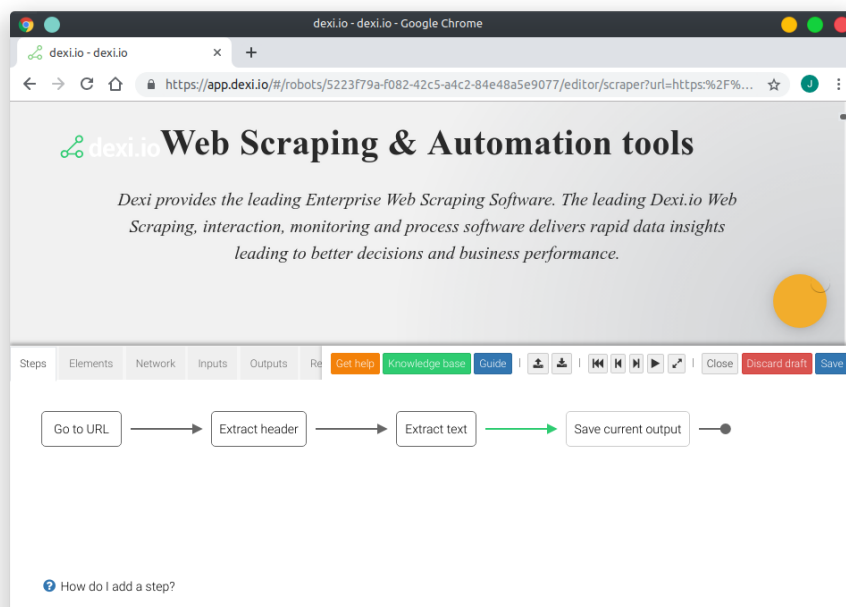 dexi.io - dexi.io - Google Chrome
dexi.io - dexi.io
https://app.dexi.io/#/robots/5223f79a-f082-42c5-a4c2-84e48a5e9077/editor/scraper?url=https:%2F%...
J
dexi.io
Web Scraping & Automation tools
Dexi provides the leading Enterprise Web Scraping Software. The leading Dexi.io Web
Scraping, interaction, monitoring and process software delivers rapid data insights
leading to better decisions and business performance.
Steps Elements Network Inputs Outputs Re Get help Knowledge base Guide Close Discard draft Save
Go to URL Extract header Extract text Save current output
How do I add a step?